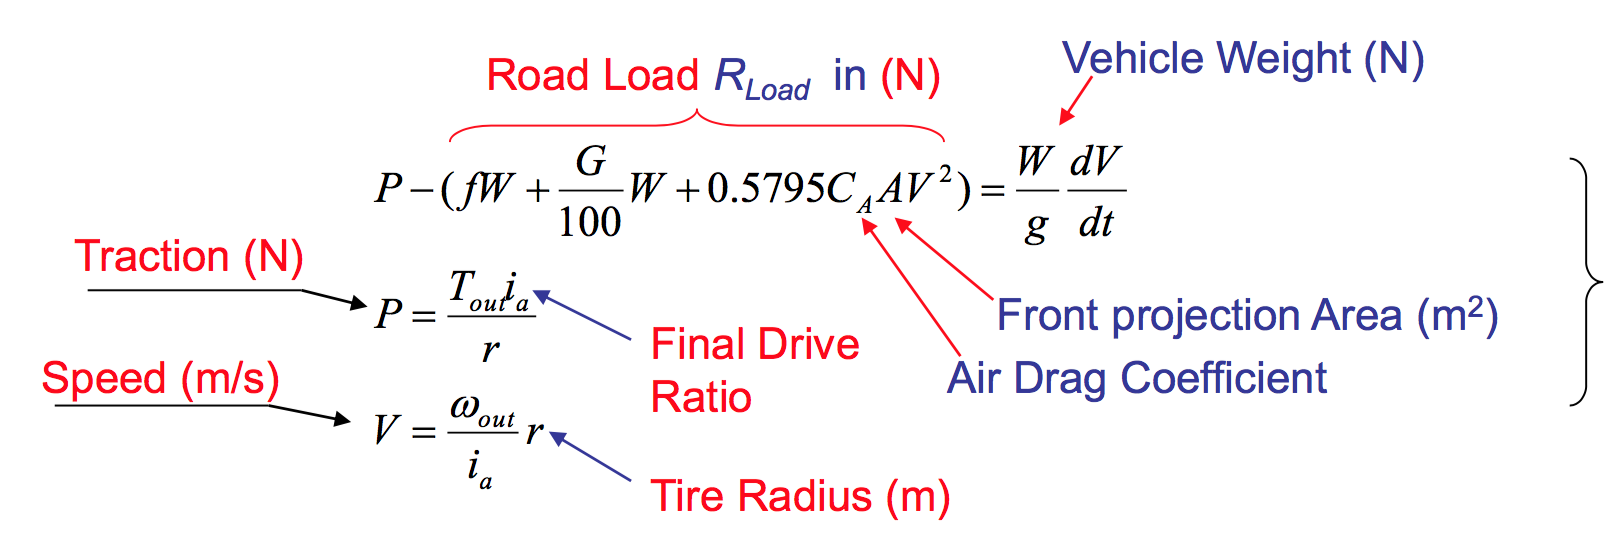 Road Load R_Load in (N)
Vehicle Weight (N)
P − ( fW + G/100 W + 0.5795C_A AV² ) = W/g dV/dt
Traction (N)
P = T_out i_a / r
Front projection Area (m²)
Final Drive
Ratio
Air Drag Coefficient
Speed (m/s)
V = ω_out / i_a r
Tire Radius (m)